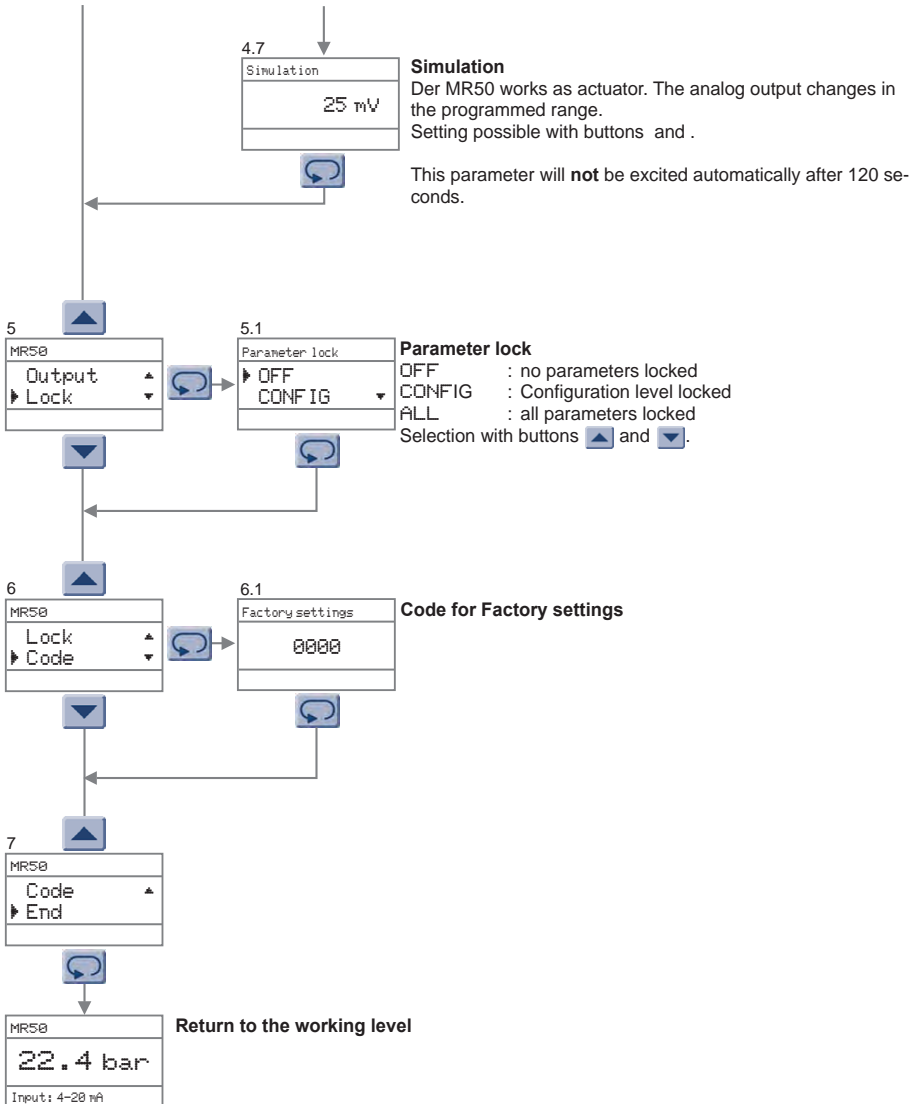 4.7
Simulation
25 mV
Simulation
Der MR50 works as actuator. The analog output changes in
the programmed range.
Setting possible with buttons and .
This parameter will not be excited automatically after 120 se-
conds.
5
MR50
Output
Lock
5.1
Parameter lock
OFF
CONFIG
Parameter lock
OFF : no parameters locked
CONFIG : Configuration level locked
ALL : all parameters locked
Selection with buttons and .
6
MR50
Lock
Code
6.1
Factory settings
0000
Code for Factory settings
7
MR50
Code
End
MR50
22.4 bar
Input: 4-20 mA
Return to the working level